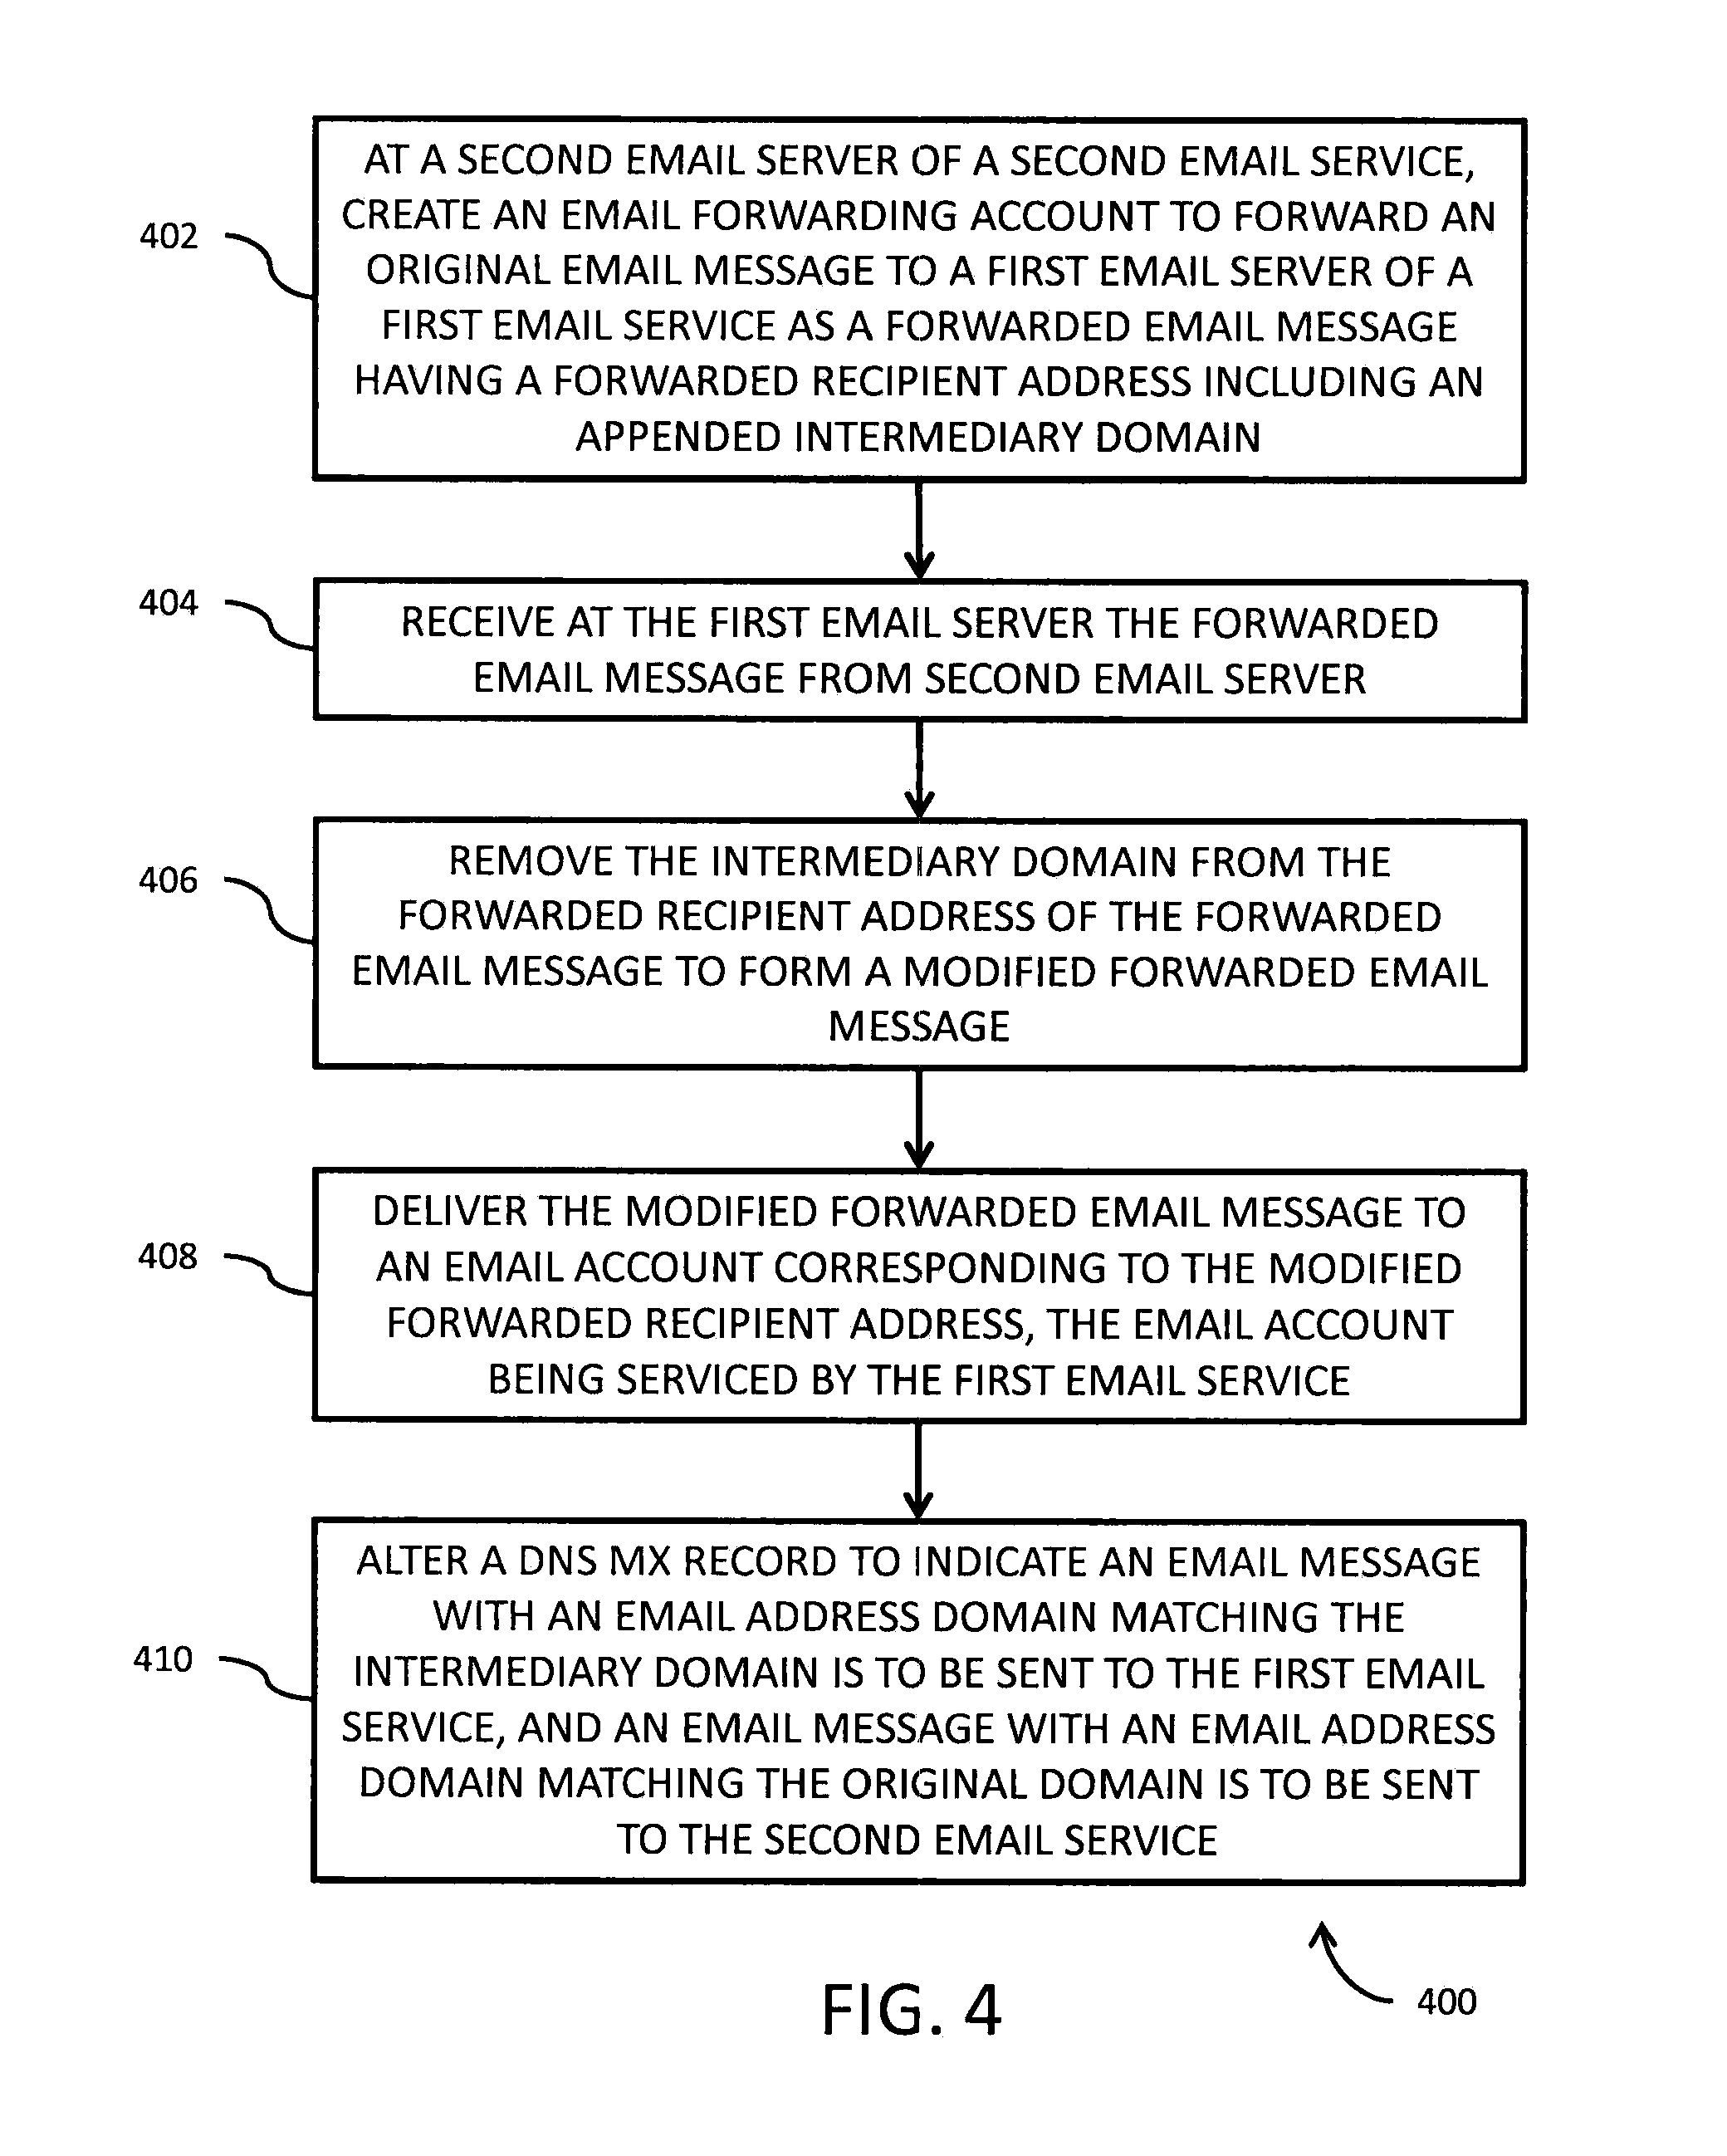 402
AT A SECOND EMAIL SERVER OF A SECOND EMAIL SERVICE,
CREATE AN EMAIL FORWARDING ACCOUNT TO FORWARD AN
ORIGINAL EMAIL MESSAGE TO A FIRST EMAIL SERVER OF A
FIRST EMAIL SERVICE AS A FORWARDED EMAIL MESSAGE
HAVING A FORWARDED RECIPIENT ADDRESS INCLUDING AN
APPENDED INTERMEDIARY DOMAIN
404
RECEIVE AT THE FIRST EMAIL SERVER THE FORWARDED
EMAIL MESSAGE FROM SECOND EMAIL SERVER
406
REMOVE THE INTERMEDIARY DOMAIN FROM THE
FORWARDED RECIPIENT ADDRESS OF THE FORWARDED
EMAIL MESSAGE TO FORM A MODIFIED FORWARDED EMAIL
MESSAGE
408
DELIVER THE MODIFIED FORWARDED EMAIL MESSAGE TO
AN EMAIL ACCOUNT CORRESPONDING TO THE MODIFIED
FORWARDED RECIPIENT ADDRESS, THE EMAIL ACCOUNT
BEING SERVICED BY THE FIRST EMAIL SERVICE
410
ALTER A DNS MX RECORD TO INDICATE AN EMAIL MESSAGE
WITH AN EMAIL ADDRESS DOMAIN MATCHING THE
INTERMEDIARY DOMAIN IS TO BE SENT TO THE FIRST EMAIL
SERVICE, AND AN EMAIL MESSAGE WITH AN EMAIL ADDRESS
DOMAIN MATCHING THE ORIGINAL DOMAIN IS TO BE SENT
TO THE SECOND EMAIL SERVICE
400
FIG. 4